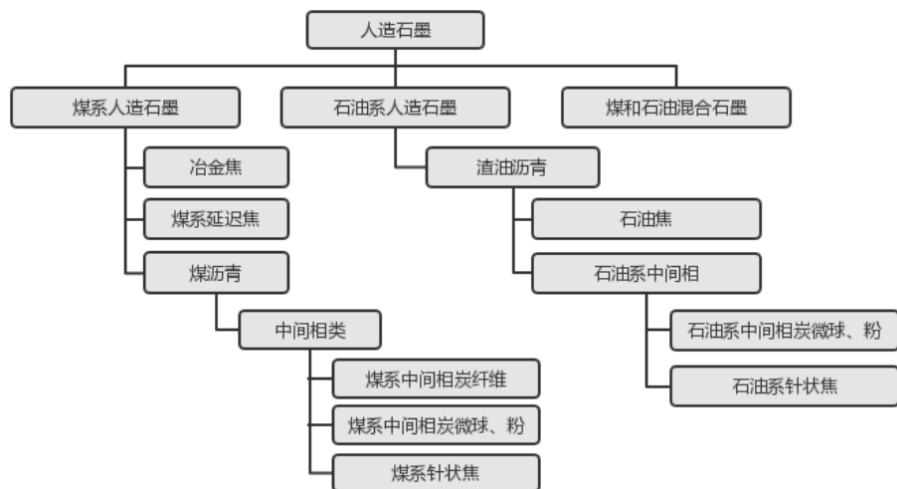 人造石墨
煤系人造石墨
石油系人造石墨
煤和石油混合石墨
冶金焦
渣油沥青
煤系延迟焦
石油焦
煤沥青
石油系中间相
中间相类
石油系中间相炭微球、粉
煤系中间相炭纤维
石油系针状焦
煤系中间相炭微球、粉
煤系针状焦